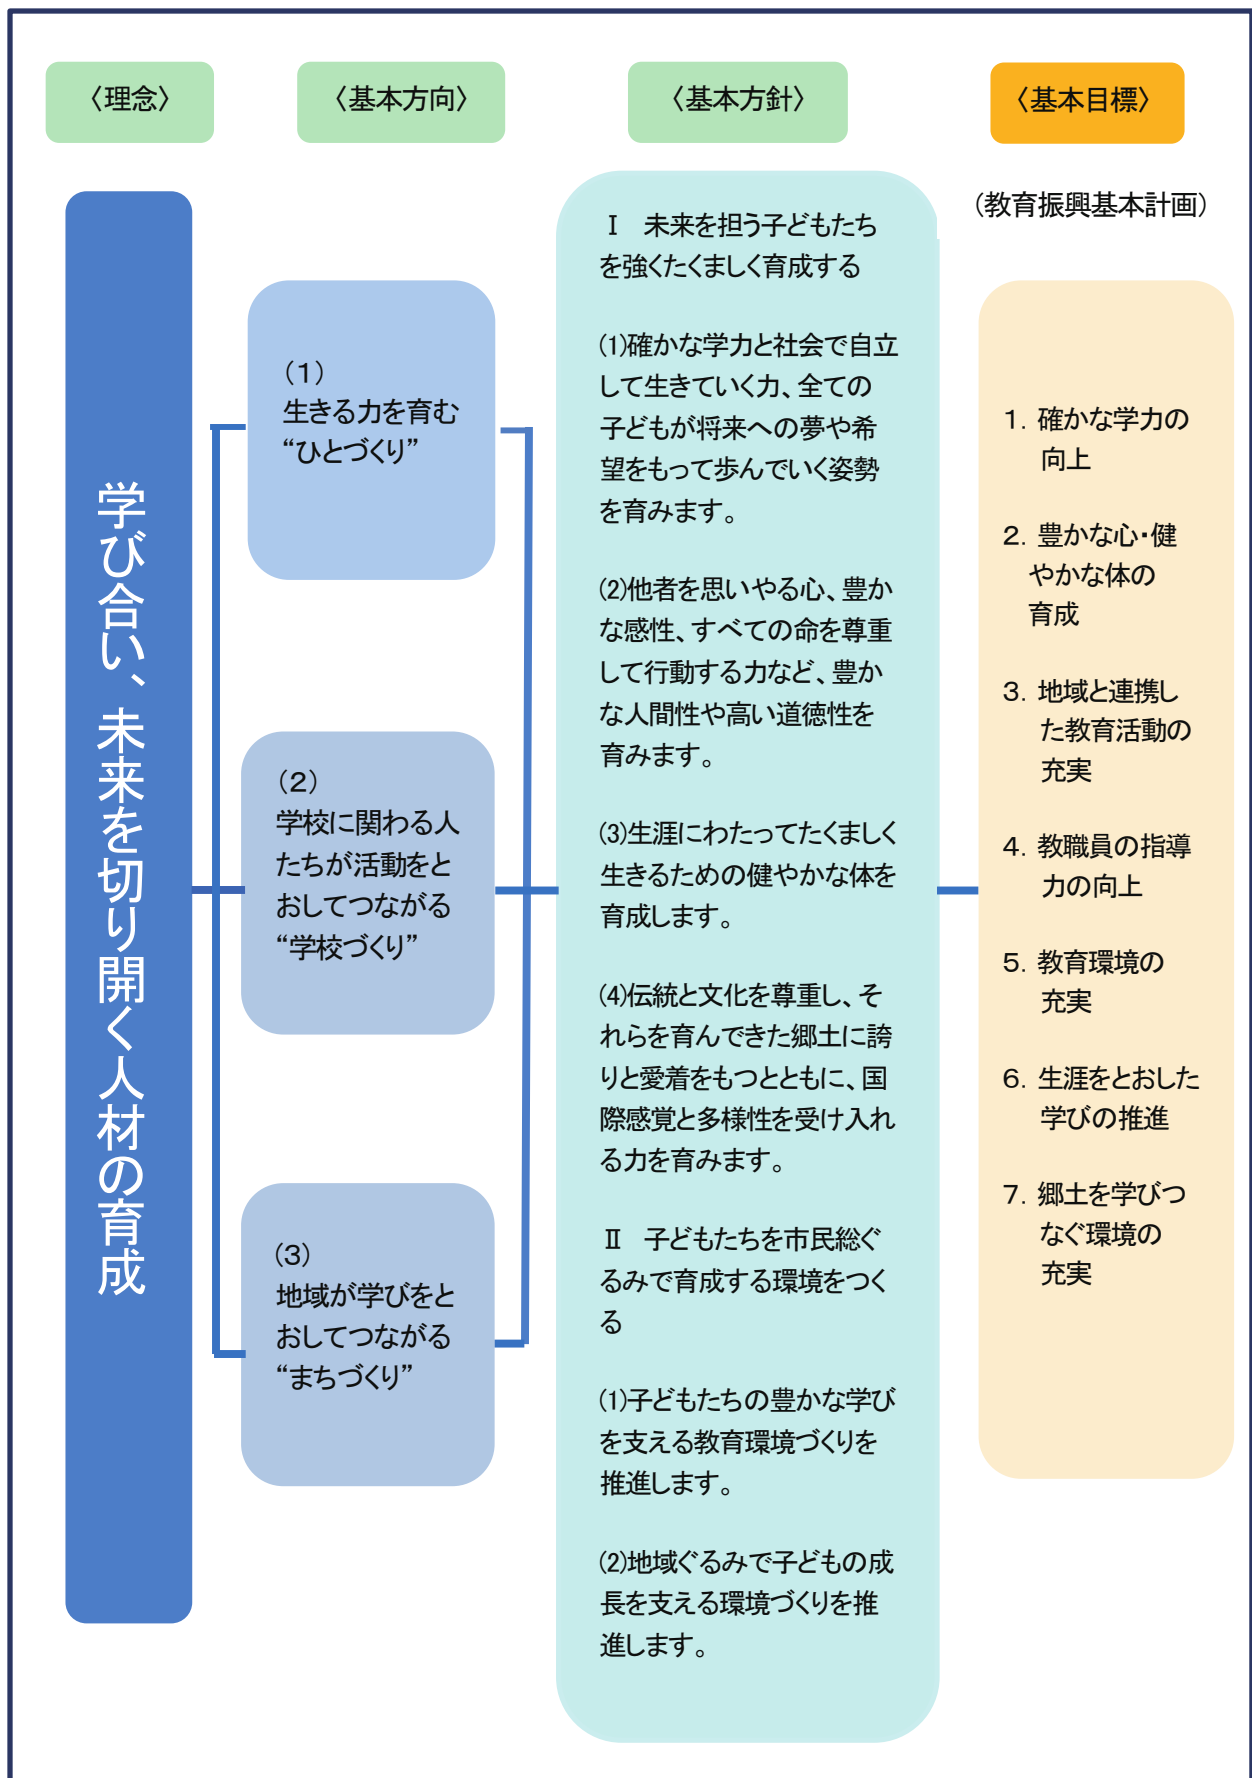 〈理念〉
〈基本方向〉
〈基本方針〉
〈基本目標〉
(教育振興基本計画)
学び合い、未来を切り開く人材の育成
(1)
生きる力を育む
“ひとづくり”
(2)
学校に関わる人
たちが活動をと
おしてつながる
“学校づくり”
(3)
地域が学びをと
おしてつながる
“まちづくり”
Ⅰ　未来を担う子どもたち
を強くたくましく育成する
(1)確かな学力と社会で自立
して生きていく力、全ての
子どもが将来への夢や希
望をもって歩んでいく姿勢
を育みます。
(2)他者を思いやる心、豊か
な感性、すべての命を尊重
して行動する力など、豊か
な人間性や高い道徳性を
育みます。
(3)生涯にわたってたくましく
生きるための健やかな体を
育成します。
(4)伝統と文化を尊重し、そ
れらを育んできた郷土に誇
りと愛着をもつとともに、国
際感覚と多様性を受け入れ
る力を育みます。
Ⅱ　子どもたちを市民総ぐ
るみで育成する環境をつく
る
(1)子どもたちの豊かな学び
を支える教育環境づくりを
推進します。
(2)地域ぐるみで子どもの成
長を支える環境づくりを推
進します。
1．確かな学力の
向上
2．豊かな心・健
やかな体の
育成
3．地域と連携し
た教育活動の
充実
4．教職員の指導
力の向上
5．教育環境の
充実
6．生涯をとおした
学びの推進
7．郷土を学びつ
なぐ環境の
充実